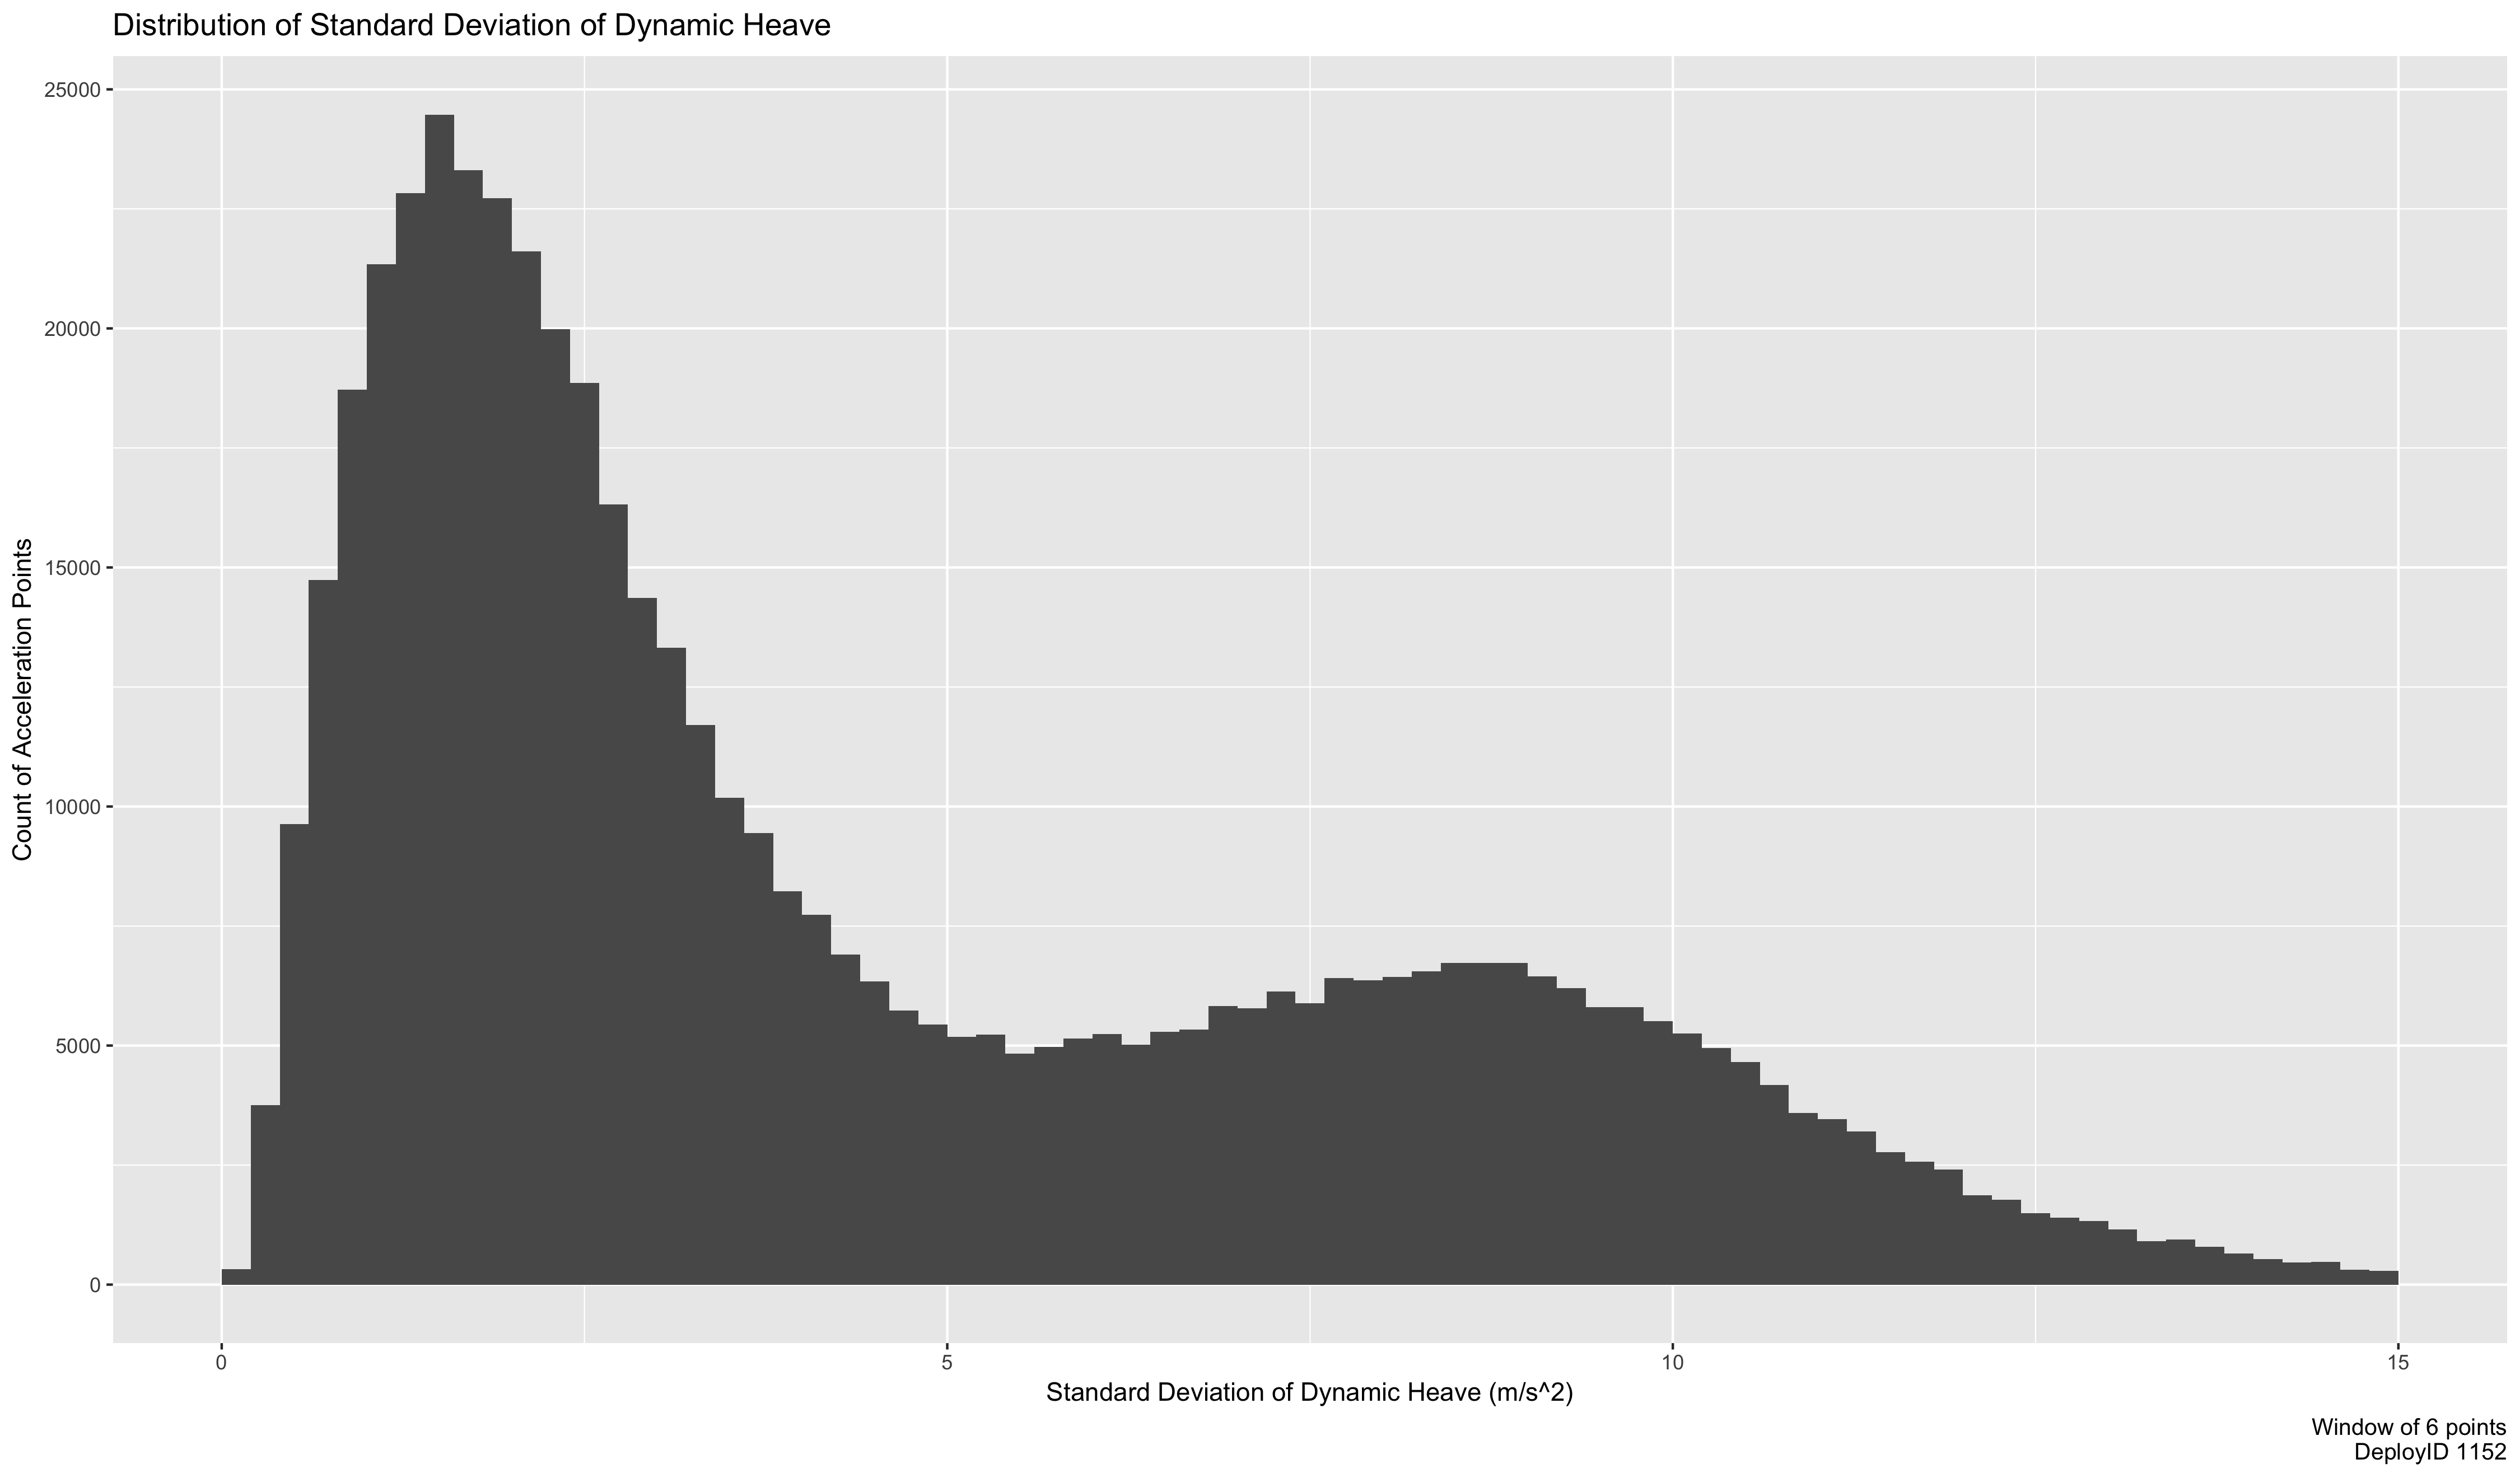 Distribution of Standard Deviation of Dynamic Heave
Count of Acceleration Points
25000
20000
15000
10000
5000
0
0
5
10
15
Standard Deviation of Dynamic Heave (m/s^2)
Window of 6 points
DeployID 1152